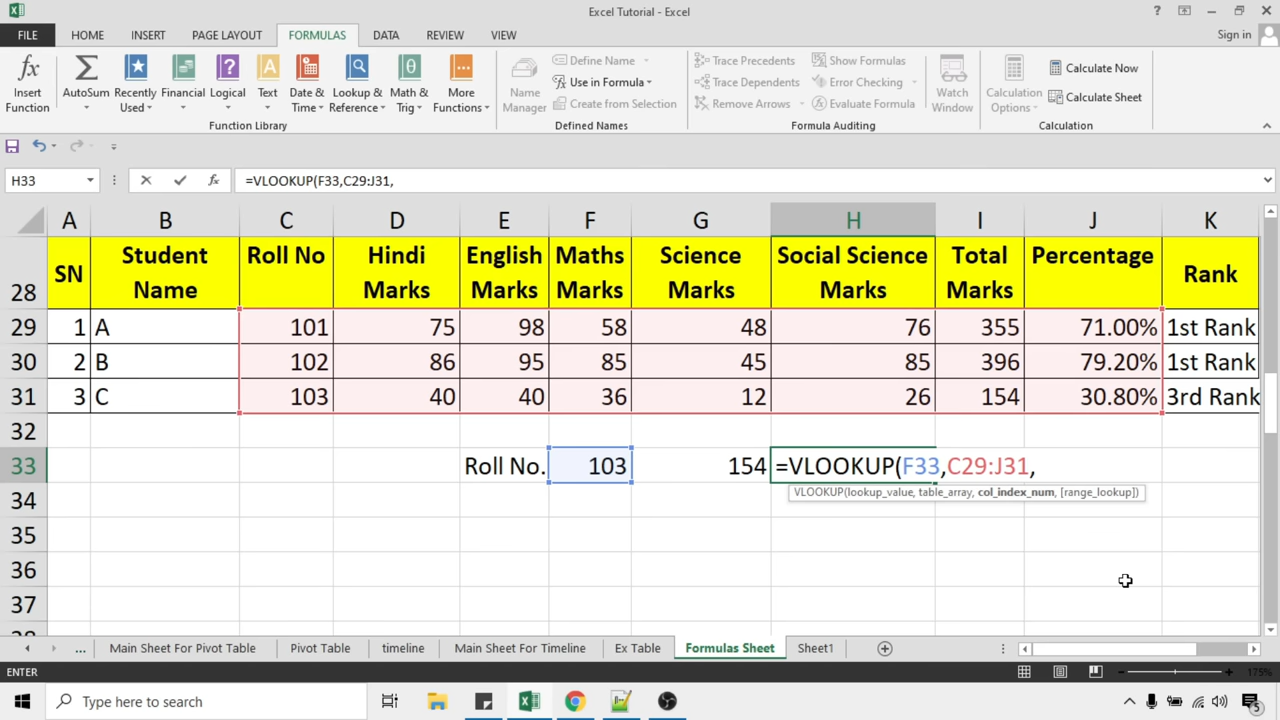 Excel Tutorial - Excel
?
FILE HOME INSERT PAGE LAYOUT FORMULAS DATA REVIEW VIEW Sign in
Insert Function
AutoSum
Recently Used
Financial
Logical
Text
Date & Time
Lookup & Reference
Math & Trig
More Functions
Function Library
Name Manager
Define Name
Use in Formula
Create from Selection
Defined Names
Trace Precedents
Trace Dependents
Remove Arrows
Show Formulas
Error Checking
Evaluate Formula
Formula Auditing
Watch Window
Calculation Options
Calculate Now
Calculate Sheet
Calculation
H33 fx =VLOOKUP(F33,C29:J31,
A B C D E F G H I J K
28 SN Student Name Roll No Hindi Marks English Marks Maths Marks Science Marks Social Science Marks Total Marks Percentage Rank
29 1 A 101 75 98 58 48 76 355 71.00% 1st Rank
30 2 B 102 86 95 85 45 85 396 79.20% 1st Rank
31 3 C 103 40 40 36 12 26 154 30.80% 3rd Rank
32
33 Roll No. 103 154 =VLOOKUP(F33,C29:J31,
VLOOKUP(lookup_value, table_array, col_index_num, [range_lookup])
34
35
36
37
... Main Sheet For Pivot Table Pivot Table timeline Main Sheet For Timeline Ex Table Formulas Sheet Sheet1
ENTER 175%
Type here to search 5